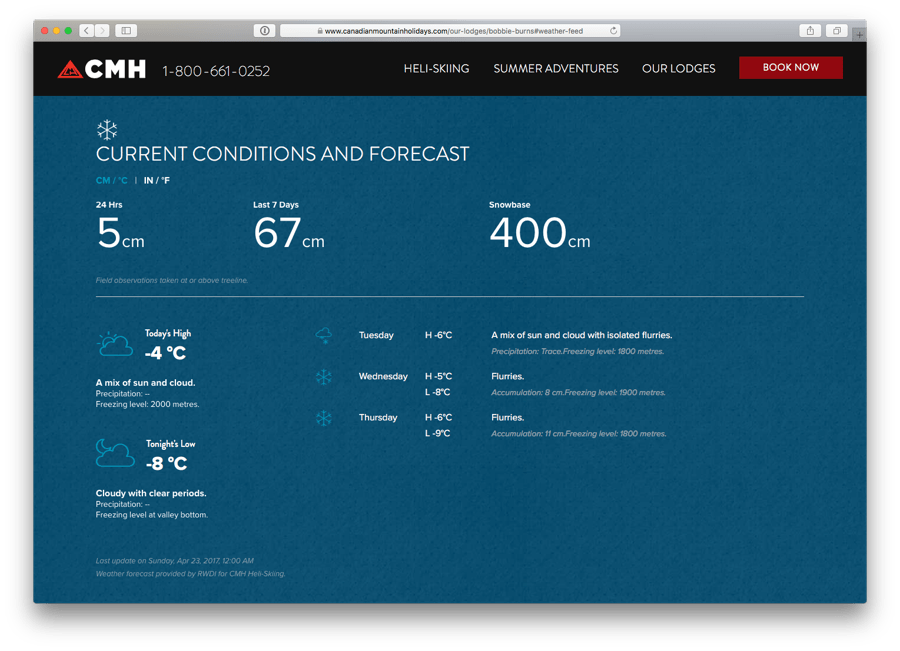 www.canadianmountainholidays.com/our-lodges/bobbie-burns#weather-feed
CMH 1-800-661-0252 HELI-SKIING SUMMER ADVENTURES OUR LODGES BOOK NOW
CURRENT CONDITIONS AND FORECAST
CM / °C | IN / °F
24 Hrs Last 7 Days Snowbase
5cm 67cm 400cm
Field observations taken at or above treeline.
Today's High
-4 °C
A mix of sun and cloud.
Precipitation: --
Freezing level: 2000 metres.
Tonight's Low
-8 °C
Cloudy with clear periods.
Precipitation: --
Freezing level at valley bottom.
Tuesday H -6°C A mix of sun and cloud with isolated flurries.
Precipitation: Trace.Freezing level: 1800 metres.
Wednesday H -5°C Flurries.
L -8°C Accumulation: 8 cm.Freezing level: 1900 metres.
Thursday H -6°C Flurries.
L -9°C Accumulation: 11 cm.Freezing level: 1800 metres.
Last update on Sunday, Apr 23, 2017, 12:00 AM
Weather forecast provided by RWDI for CMH Heli-Skiing.